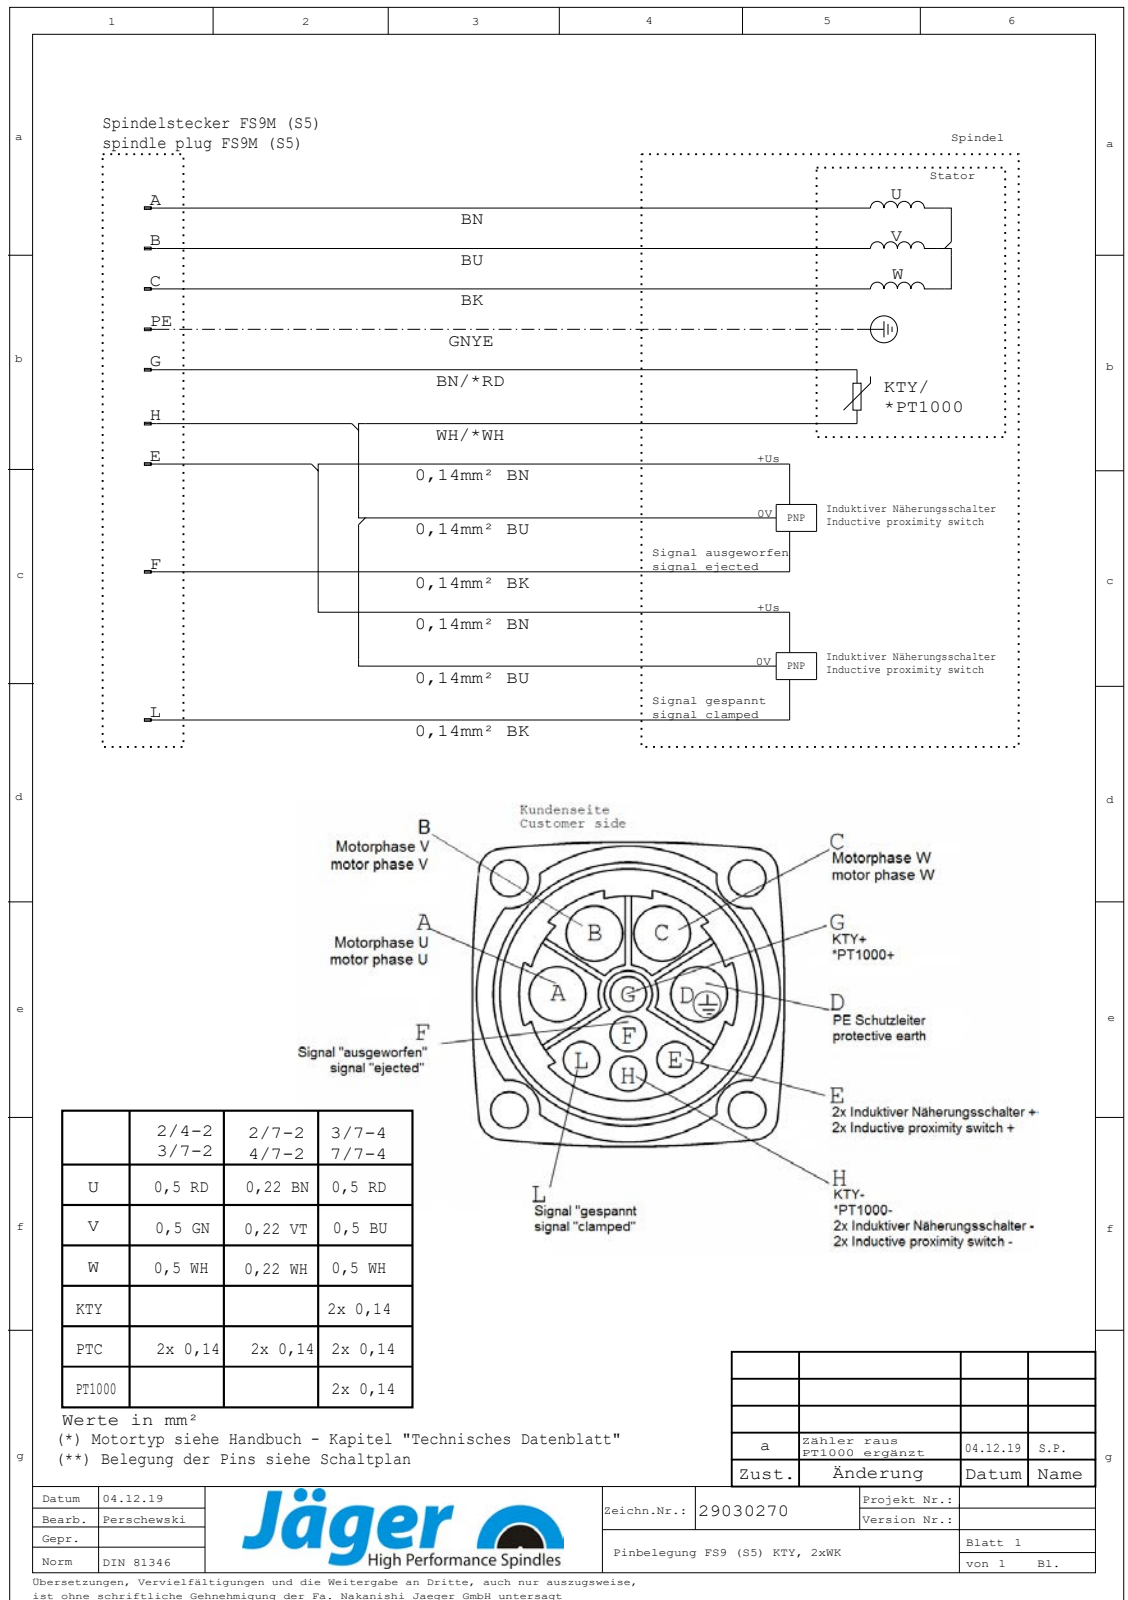 1 2 3 4 5 6
a
a
b
b
c
c
d
d
e
e
f
f
g
g
Spindelstecker FS9M (S5)
spindle plug FS9M (S5)
Spindel
Stator
A
BN
U
B
BU
V
C
BK
W
PE
GNYE
G
BN/*RD
KTY/
*PT1000
H
WH/*WH
E
0,14mm² BN
+Us
0,14mm² BU
0V
PNP
Induktiver Näherungsschalter
Inductive proximity switch
Signal ausgeworfen
signal ejected
F
0,14mm² BK
0,14mm² BN
+Us
0,14mm² BU
0V
PNP
Induktiver Näherungsschalter
Inductive proximity switch
Signal gespannt
signal clamped
L
0,14mm² BK
Kundenseite
Customer side
B
Motorphase V
motor phase V
C
Motorphase W
motor phase W
A
Motorphase U
motor phase U
G
KTY+
*PT1000+
D
PE Schutzleiter
protective earth
F
Signal "ausgeworfen"
signal "ejected"
E
2x Induktiver Näherungsschalter +
2x Inductive proximity switch +
L
Signal "gespannt
signal "clamped"
H
KTY-
*PT1000-
2x Induktiver Näherungsschalter -
2x Inductive proximity switch -
B C
A G D
F
L E
H
2/4-2 2/7-2 3/7-4
3/7-2 4/7-2 7/7-4
U 0,5 RD 0,22 BN 0,5 RD
V 0,5 GN 0,22 VT 0,5 BU
W 0,5 WH 0,22 WH 0,5 WH
KTY 2x 0,14
PTC 2x 0,14 2x 0,14 2x 0,14
PT1000 2x 0,14
Werte in mm²
(*) Motortyp siehe Handbuch - Kapitel "Technisches Datenblatt"
(**) Belegung der Pins siehe Schaltplan
a Zähler raus 04.12.19 S.P.
PT1000 ergänzt
Zust. Änderung Datum Name
Datum 04.12.19
Bearb. Perschewski
Gepr.
Norm DIN 81346
Jäger
High Performance Spindles
Zeichn.Nr.: 29030270
Projekt Nr.:
Version Nr.:
Pinbelegung FS9 (S5) KTY, 2xWK
Blatt 1
von 1 Bl.
Übersetzungen, Vervielfältigungen und die Weitergabe an Dritte, auch nur auszugsweise,
ist ohne schriftliche Gehnehmigung der Fa. Nakanishi Jaeger GmbH untersagt